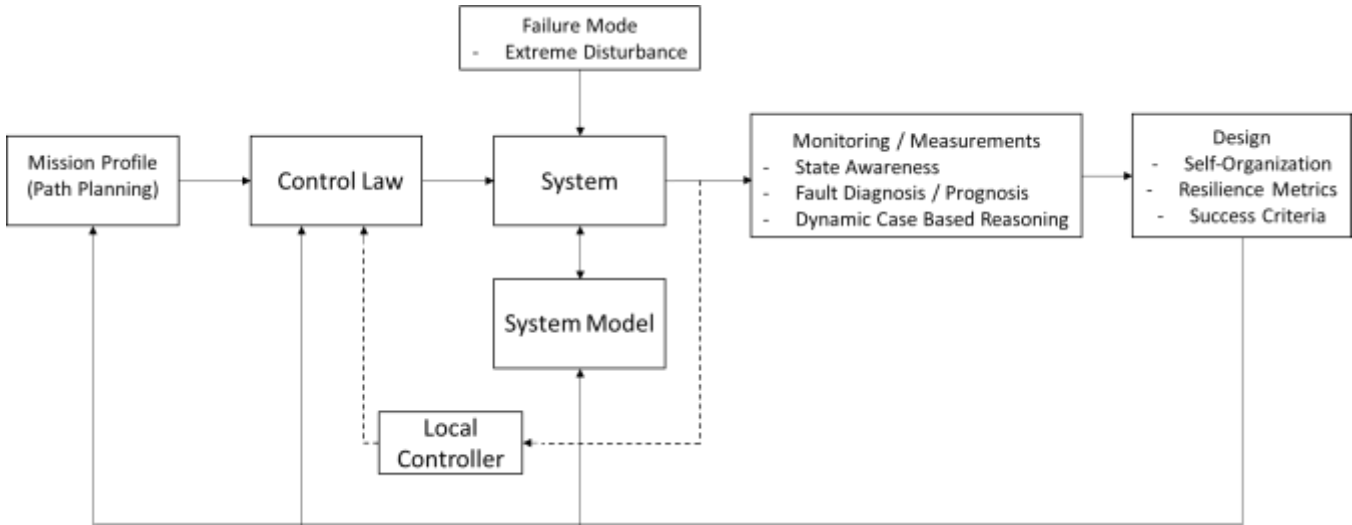 Failure Mode
- Extreme Disturbance
Mission Profile
(Path Planning)
Control Law
System
Monitoring / Measurements
- State Awareness
- Fault Diagnosis / Prognosis
- Dynamic Case Based Reasoning
Design
- Self-Organization
- Resilience Metrics
- Success Criteria
System Model
Local
Controller